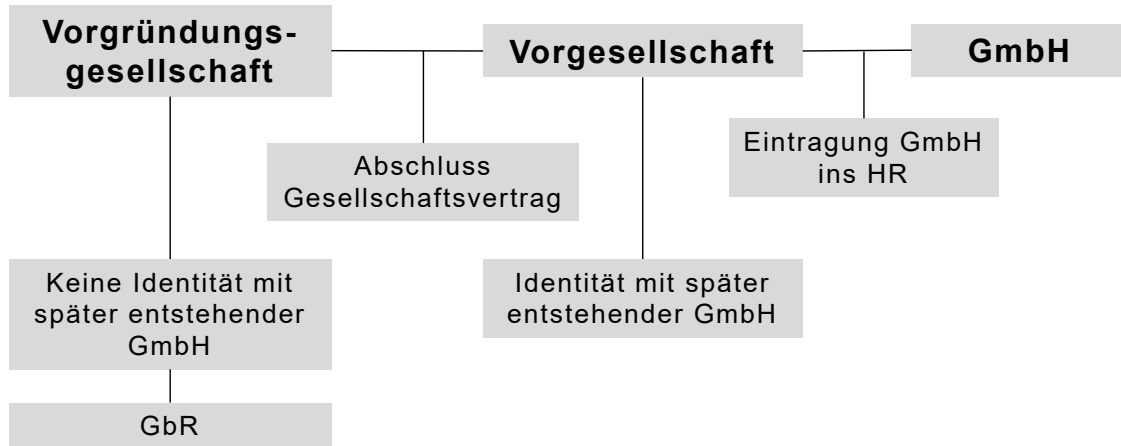 Vorgründungs-
gesellschaft
Vorgesellschaft
GmbH
Abschluss
Gesellschaftsvertrag
Eintragung GmbH
ins HR
Keine Identität mit
später entstehender
GmbH
Identität mit später
entstehender GmbH
GbR